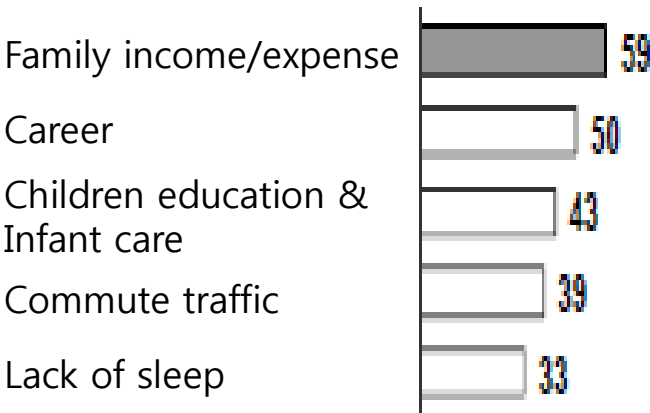 Family income/expense 59
Career 50
Children education &
Infant care 43
Commute traffic 39
Lack of sleep 33